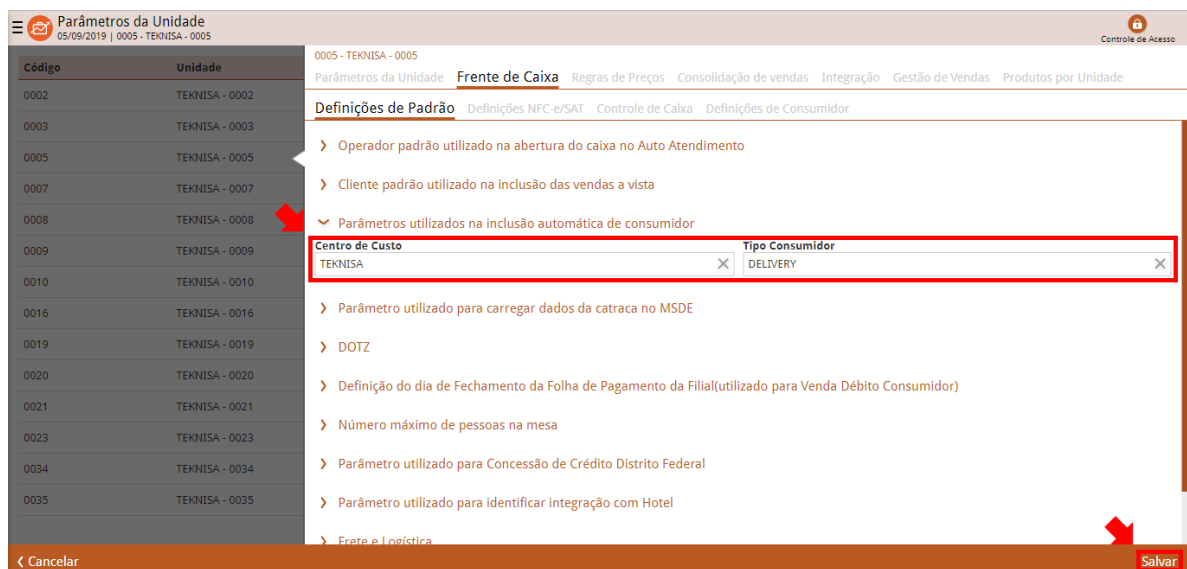 Parâmetros da Unidade
05/09/2019 | 0005 - TEKNISA - 0005
Controle de Acesso
Código Unidade
0002 TEKNISA - 0002
0003 TEKNISA - 0003
0005 TEKNISA - 0005
0007 TEKNISA - 0007
0008 TEKNISA - 0008
0009 TEKNISA - 0009
0010 TEKNISA - 0010
0016 TEKNISA - 0016
0019 TEKNISA - 0019
0020 TEKNISA - 0020
0021 TEKNISA - 0021
0023 TEKNISA - 0023
0034 TEKNISA - 0034
0035 TEKNISA - 0035
0005 - TEKNISA - 0005
Parâmetros da Unidade Frente de Caixa Regras de Preços Consolidação de vendas Integração Gestão de Vendas Produtos por Unidade
Definições de Padrão Definições NFC-e/SAT Controle de Caixa Definições de Consumidor
Operador padrão utilizado na abertura do caixa no Auto Atendimento
Cliente padrão utilizado na inclusão das vendas a vista
Parâmetros utilizados na inclusão automática de consumidor
Centro de Custo Tipo Consumidor
TEKNISA DELIVERY
Parâmetro utilizado para carregar dados da catraca no MSDE
DOTZ
Definição do dia de Fechamento da Folha de Pagamento da Filial(utilizado para Venda Débito Consumidor)
Número máximo de pessoas na mesa
Parâmetro utilizado para Concessão de Crédito Distrito Federal
Parâmetro utilizado para identificar integração com Hotel
Frete e Logística
Cancelar Salvar